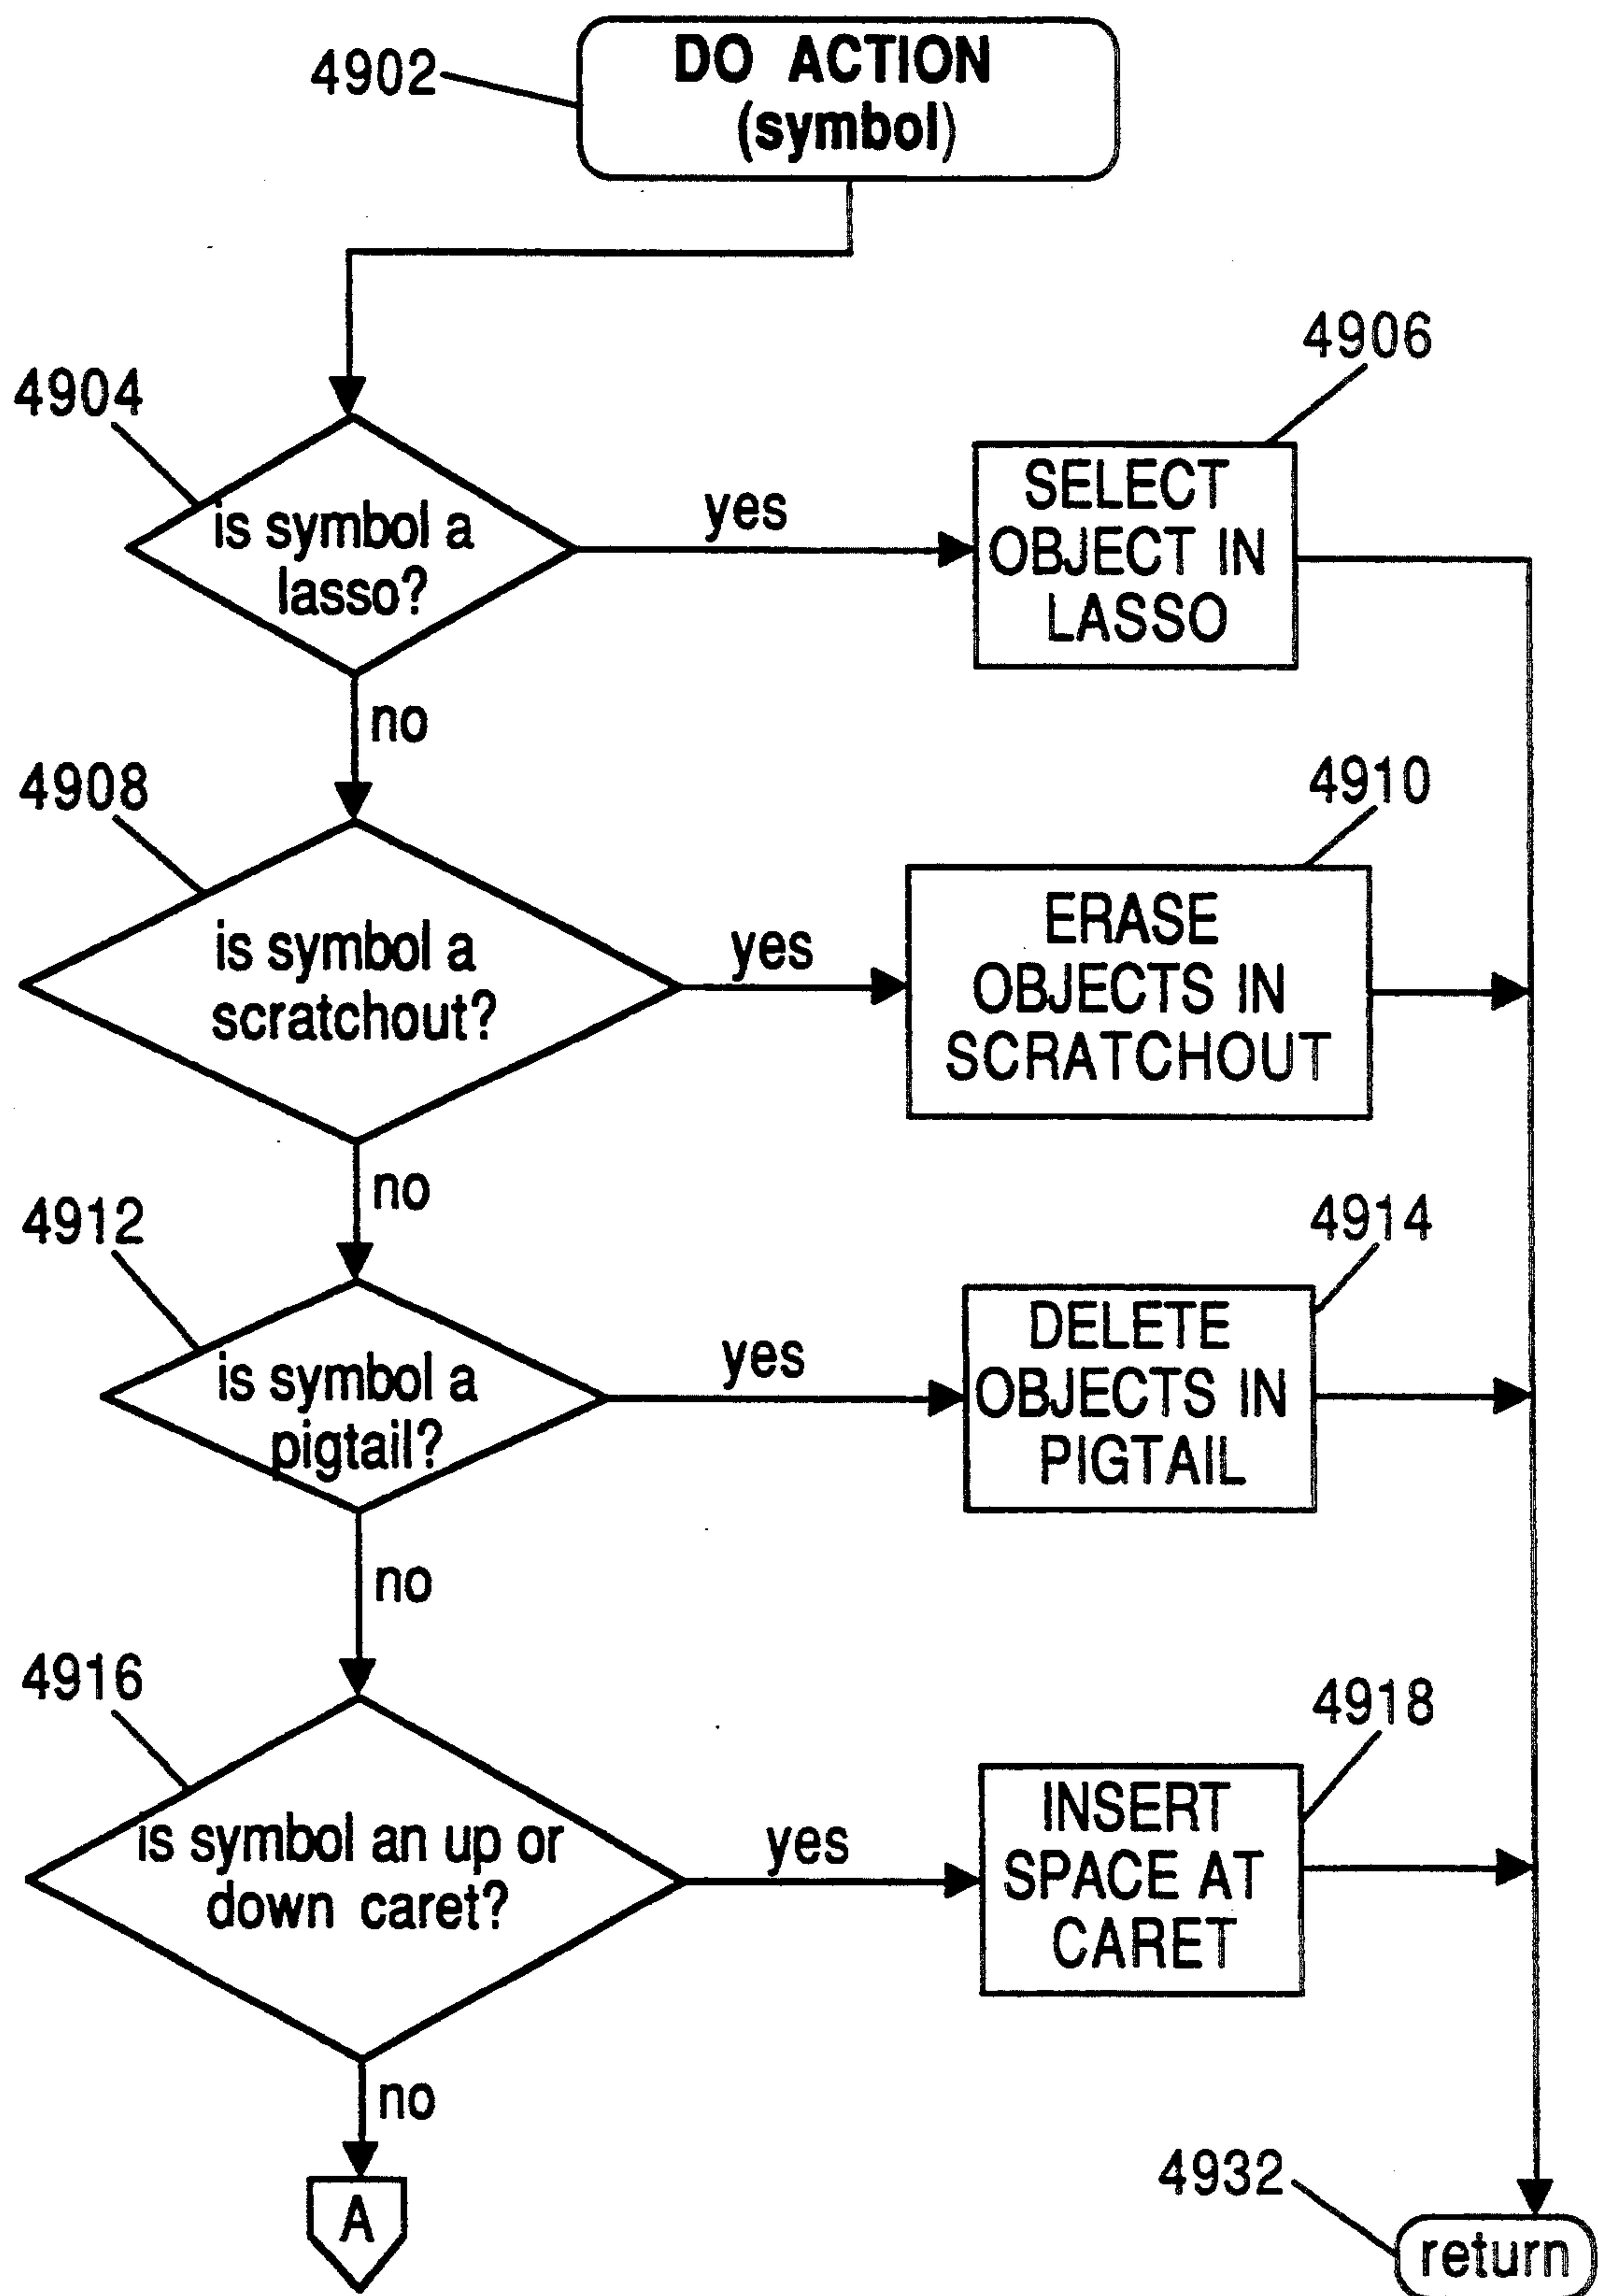 4902
DO ACTION
(symbol)
4904
is symbol a
lasso?
yes
4906
SELECT
OBJECT IN
LASSO
no
4908
is symbol a
scratchout?
yes
4910
ERASE
OBJECTS IN
SCRATCHOUT
no
4912
is symbol a
pigtail?
yes
4914
DELETE
OBJECTS IN
PIGTAIL
no
4916
is symbol an up or
down caret?
yes
4918
INSERT
SPACE AT
CARET
no
A
4932
return